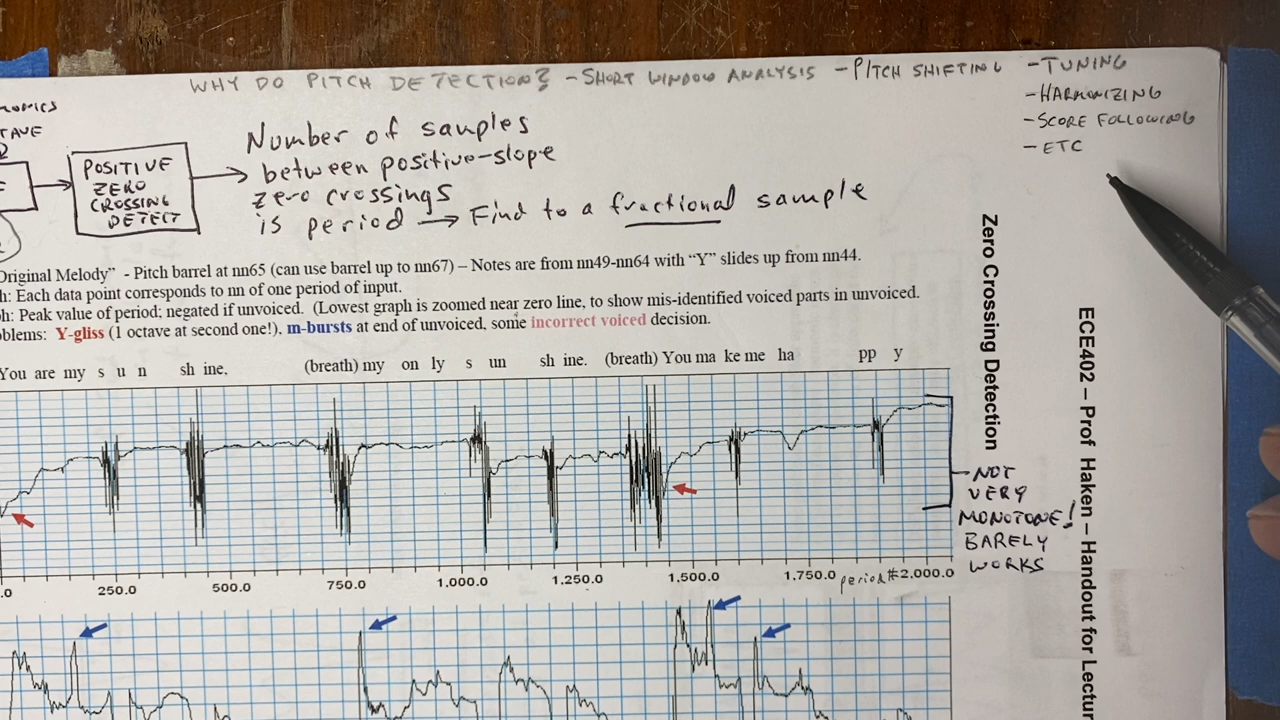 WHY DO PITCH DETECTION? - SHORT WINDOW ANALYSIS - PITCH SHIFTING - TUNING
- HARMONIZING
- SCORE FOLLOWING
- ETC
POSITIVE
ZERO
CROSSING
DETECT
Number of samples
between positive-slope
zero crossings
is period → Find to a fractional sample
Original Melody" - Pitch barrel at nn65 (can use barrel up to nn67) – Notes are from nn49-nn64 with "Y" slides up from nn44.
h: Each data point corresponds to nn of one period of input.
ph: Peak value of period; negated if unvoiced. (Lowest graph is zoomed near zero line, to show mis-identified voiced parts in unvoiced.
oblems: Y-gliss (1 octave at second one!), m-bursts at end of unvoiced, some incorrect voiced decision.
You are my s u n sh ine. (breath) my on ly s un sh ine. (breath) You ma ke me ha pp y
.0 250.0 500.0 750.0 1.000.0 1.250.0 1.500.0 1.750.0 period # 2.000.0
NOT
VERY
MONOTONE!
BARELY
WORKS
Zero Crossing Detection
ECE402 – Prof Haken – Handout for Lectur